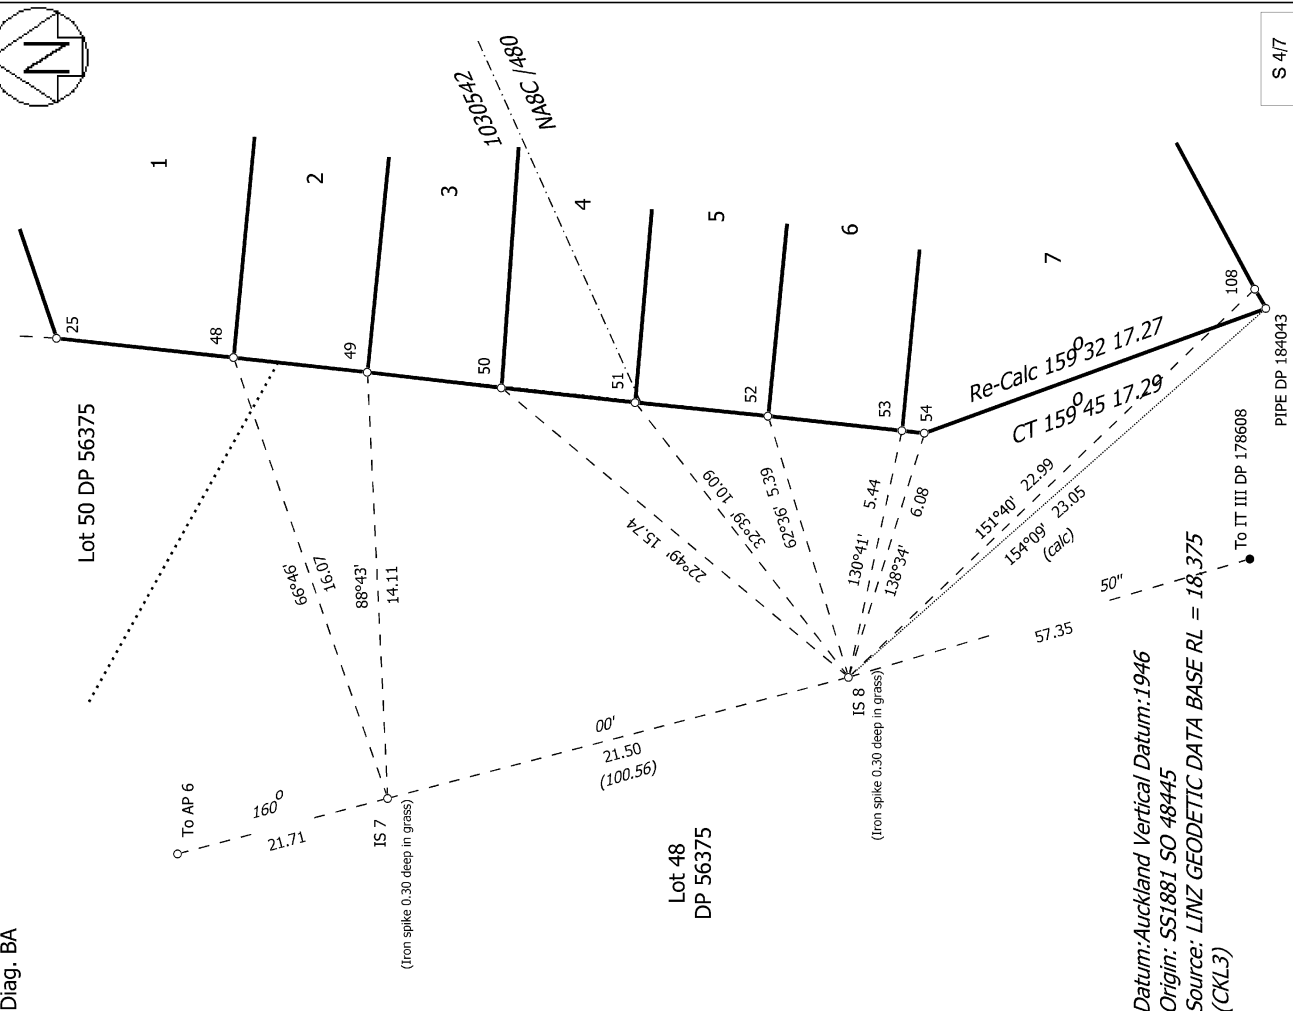 Diag. BA
N
S 4/7
1
2
3
4
5
6
7
1030542
NA8C /480
25
48
49
50
51
52
53
54
108
PIPE DP 184043
Lot 50 DP 56375
Re-Calc 159° 32 17.27
CT 159° 45 17.29
66°46'
16.07
88°43'
14.11
22°49' 15.74
32°39' 10.09
62°36' 5.39
130°41' 5.44
138°34' 6.08
151°40' 22.99
154°09' 23.05
(calc)
To AP 6
160°
21.71
IS 7
(Iron spike 0.30 deep in grass)
00'
21.50
(100.56)
IS 8
(Iron spike 0.30 deep in grass)
57.35
50"
To IT III DP 178608
Lot 48
DP 56375
Datum:Auckland Vertical Datum:1946
Origin: SS1881 SO 48445
Source: LINZ GEODETIC DATA BASE RL = 18.375
(CKL3)